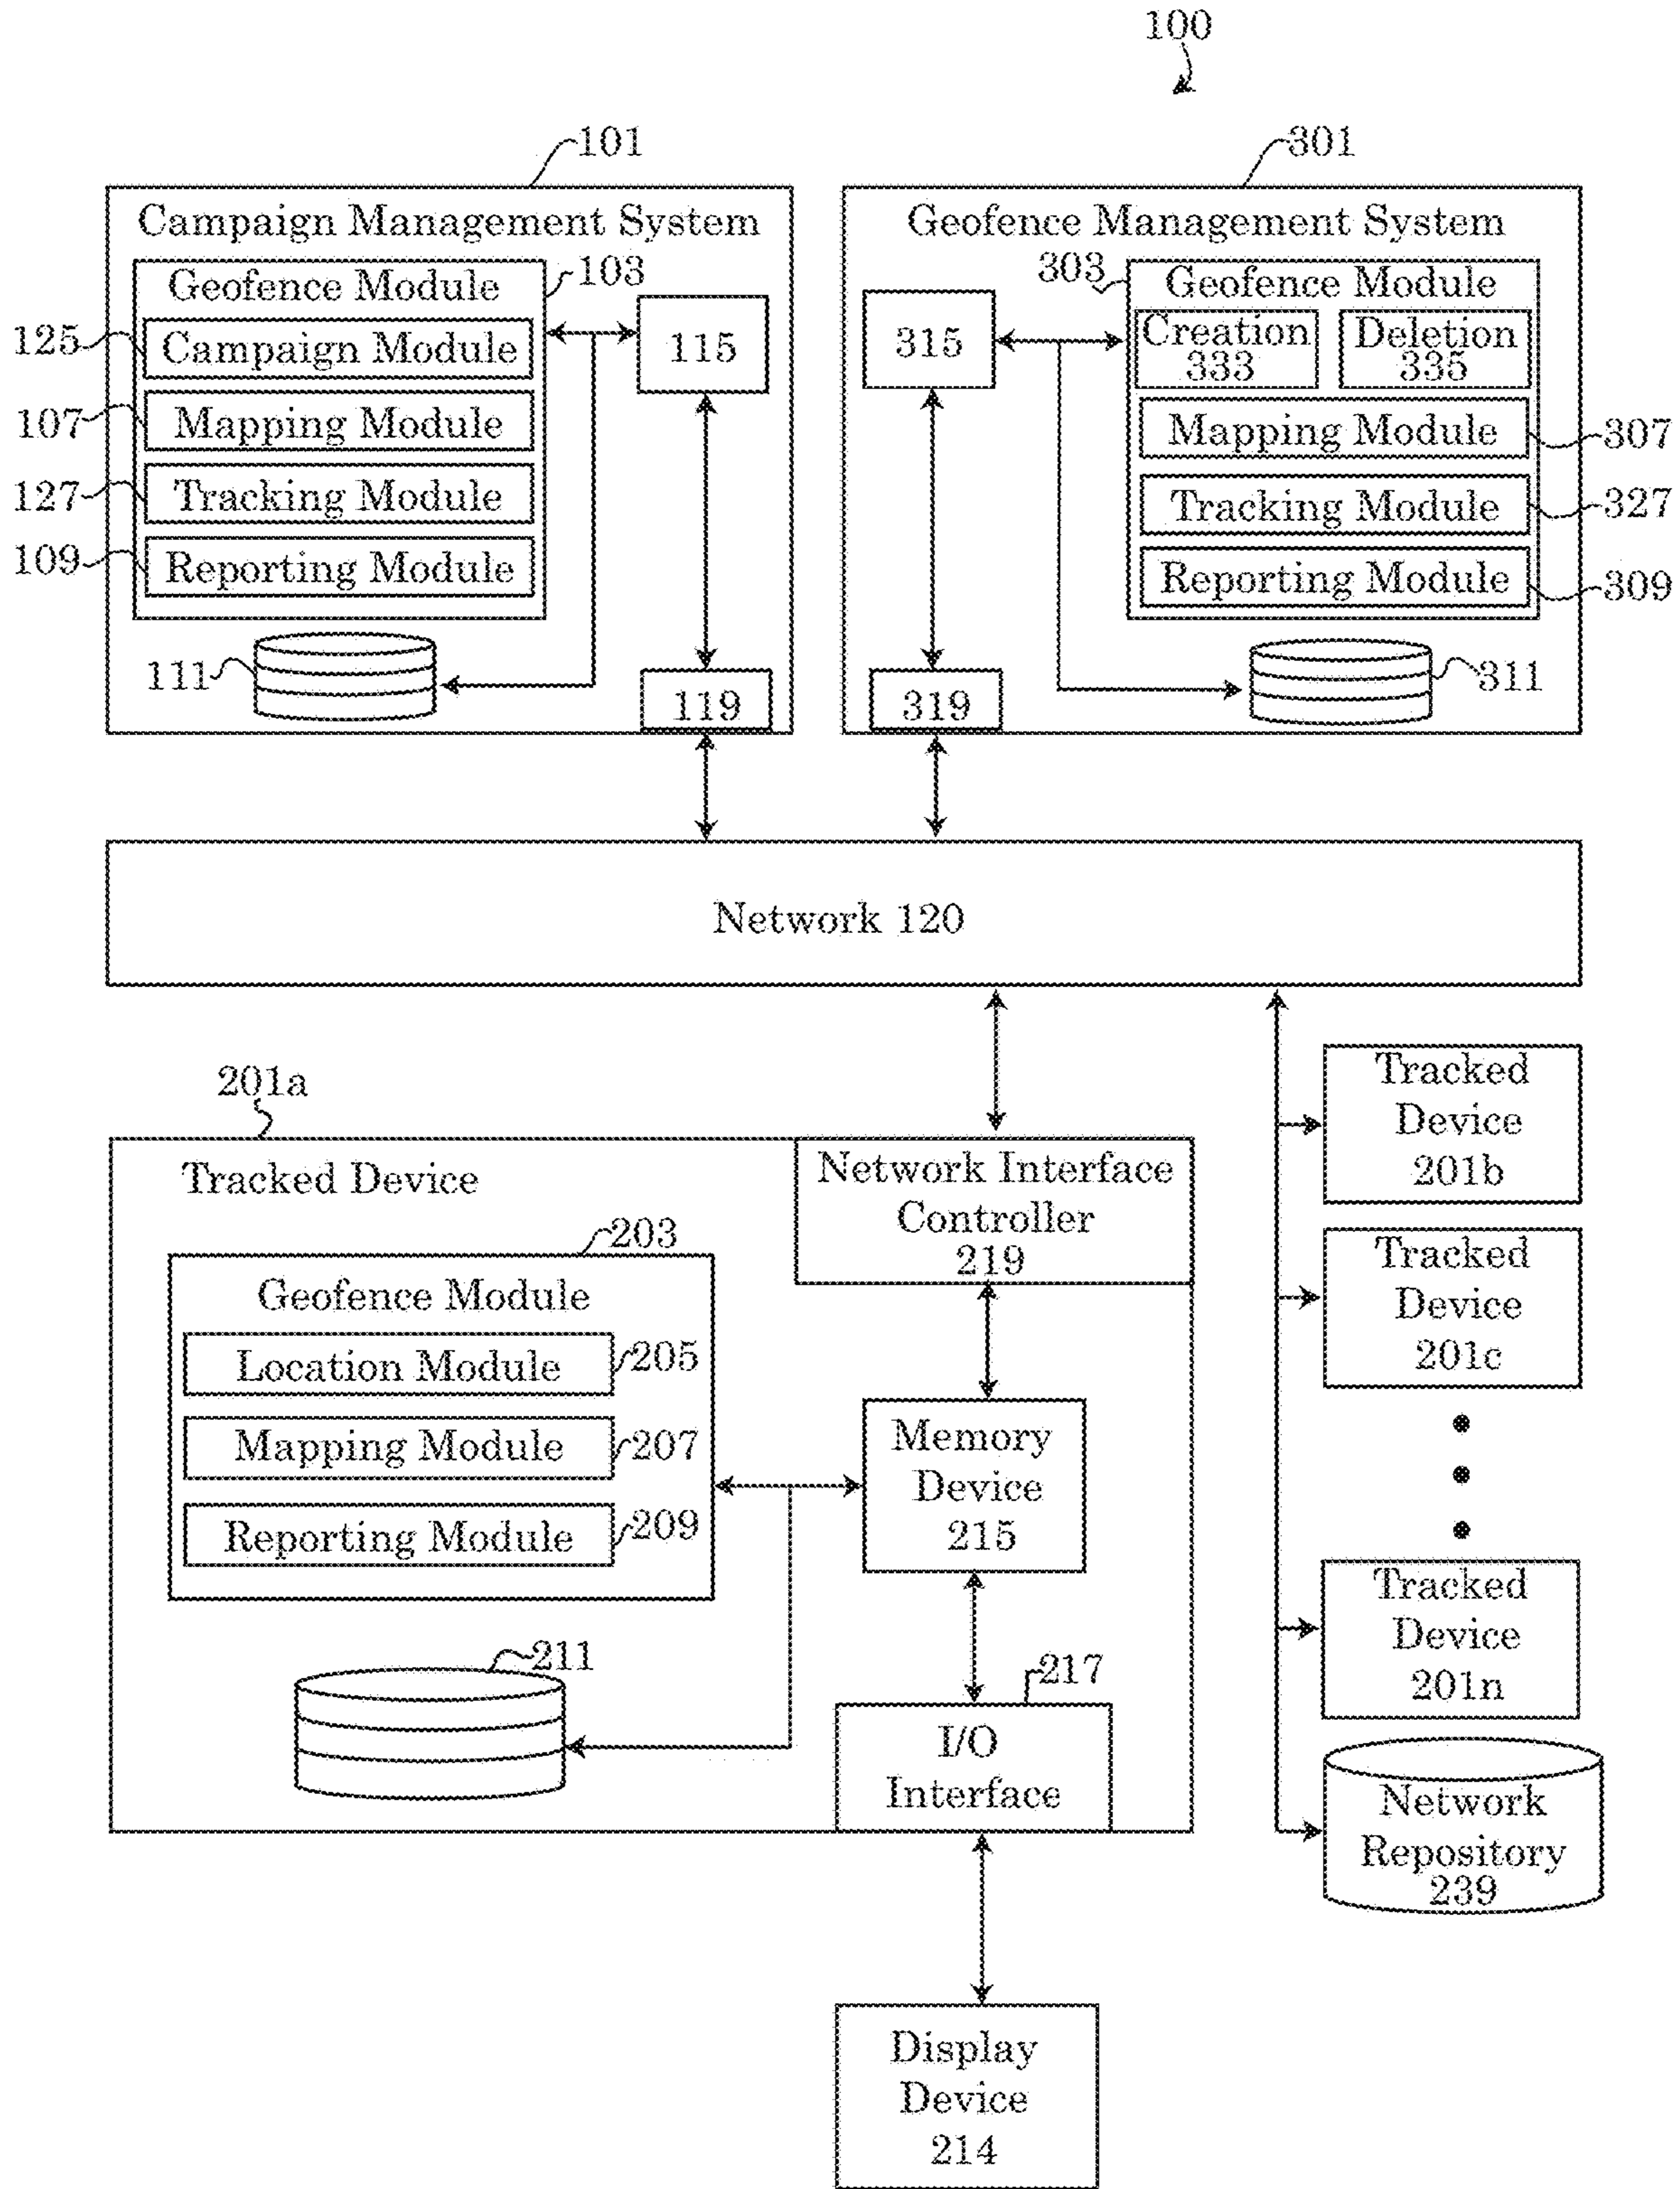 100
101
301
Campaign Management System
Geofence Management System
Geofence Module
103
125
Campaign Module
107
Mapping Module
127
Tracking Module
109
Reporting Module
115
111
119
303
Geofence Module
Creation
333
Deletion
335
315
Mapping Module
307
Tracking Module
327
Reporting Module
309
311
319
Network 120
201a
Tracked Device
Network Interface
Controller
219
203
Geofence Module
Location Module
205
Mapping Module
207
Reporting Module
209
Memory
Device
215
211
217
I/O
Interface
Display
Device
214
Tracked
Device
201b
Tracked
Device
201c
Tracked
Device
201n
Network
Repository
239